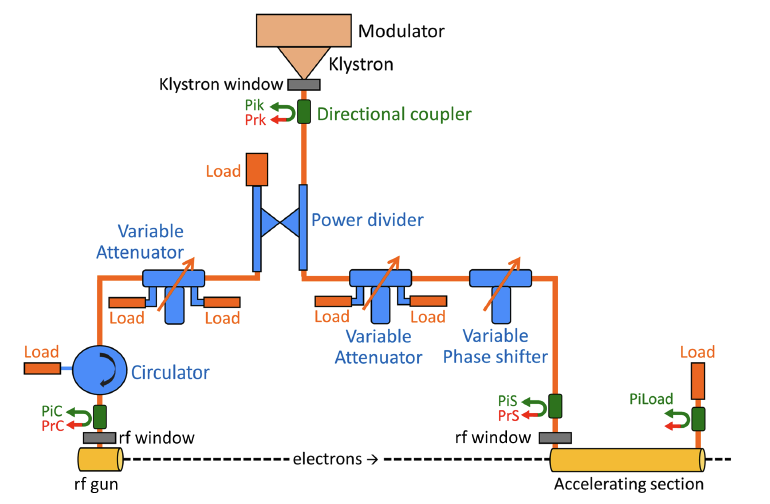 Modulator
Klystron
Klystron window
Pik
Prk
Directional coupler
Load
Power divider
Variable
Attenuator
Load
Load
Load
Load
Variable
Attenuator
Variable
Phase shifter
Load
Circulator
Load
PiC
PrC
PiS
PrS
PiLoad
rf window
rf window
electrons →
rf gun
Accelerating section